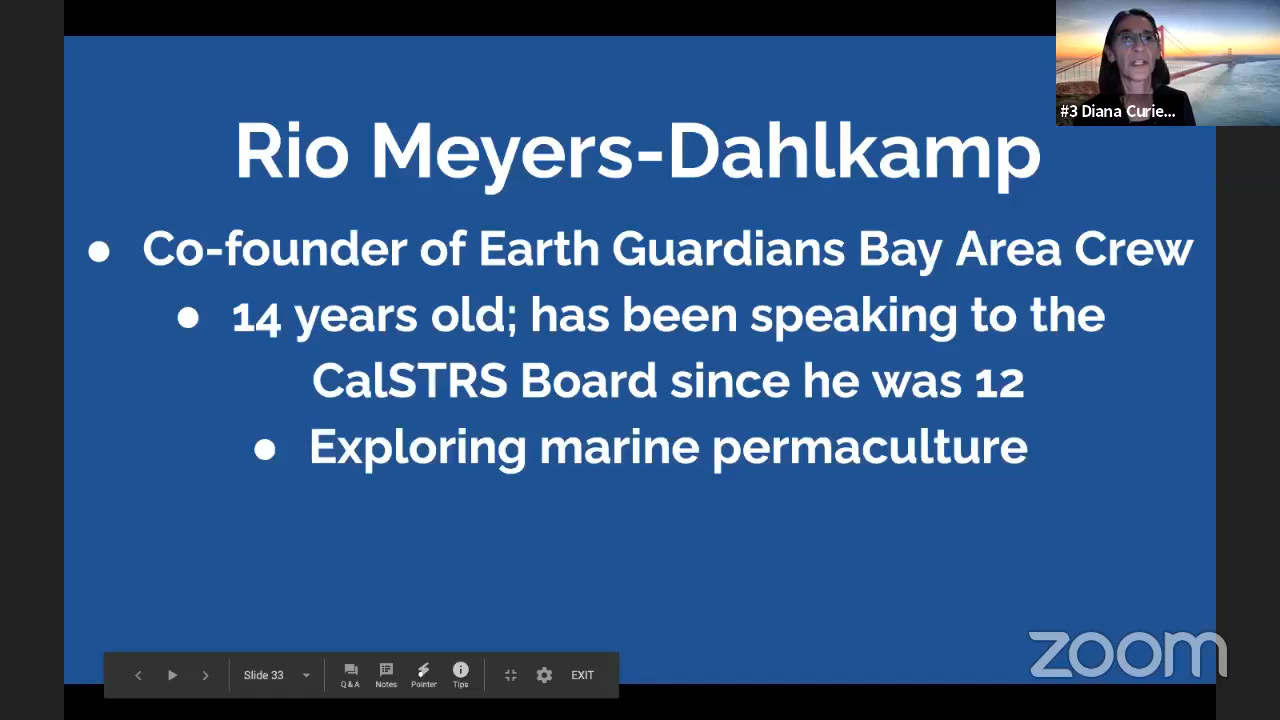 #3 Diana Curie...
Rio Meyers-Dahlkamp
● Co-founder of Earth Guardians Bay Area Crew
● 14 years old; has been speaking to the
CalSTRS Board since he was 12
● Exploring marine permaculture
zoom
Slide 33
Q & A
Notes
Pointer
Tips
EXIT